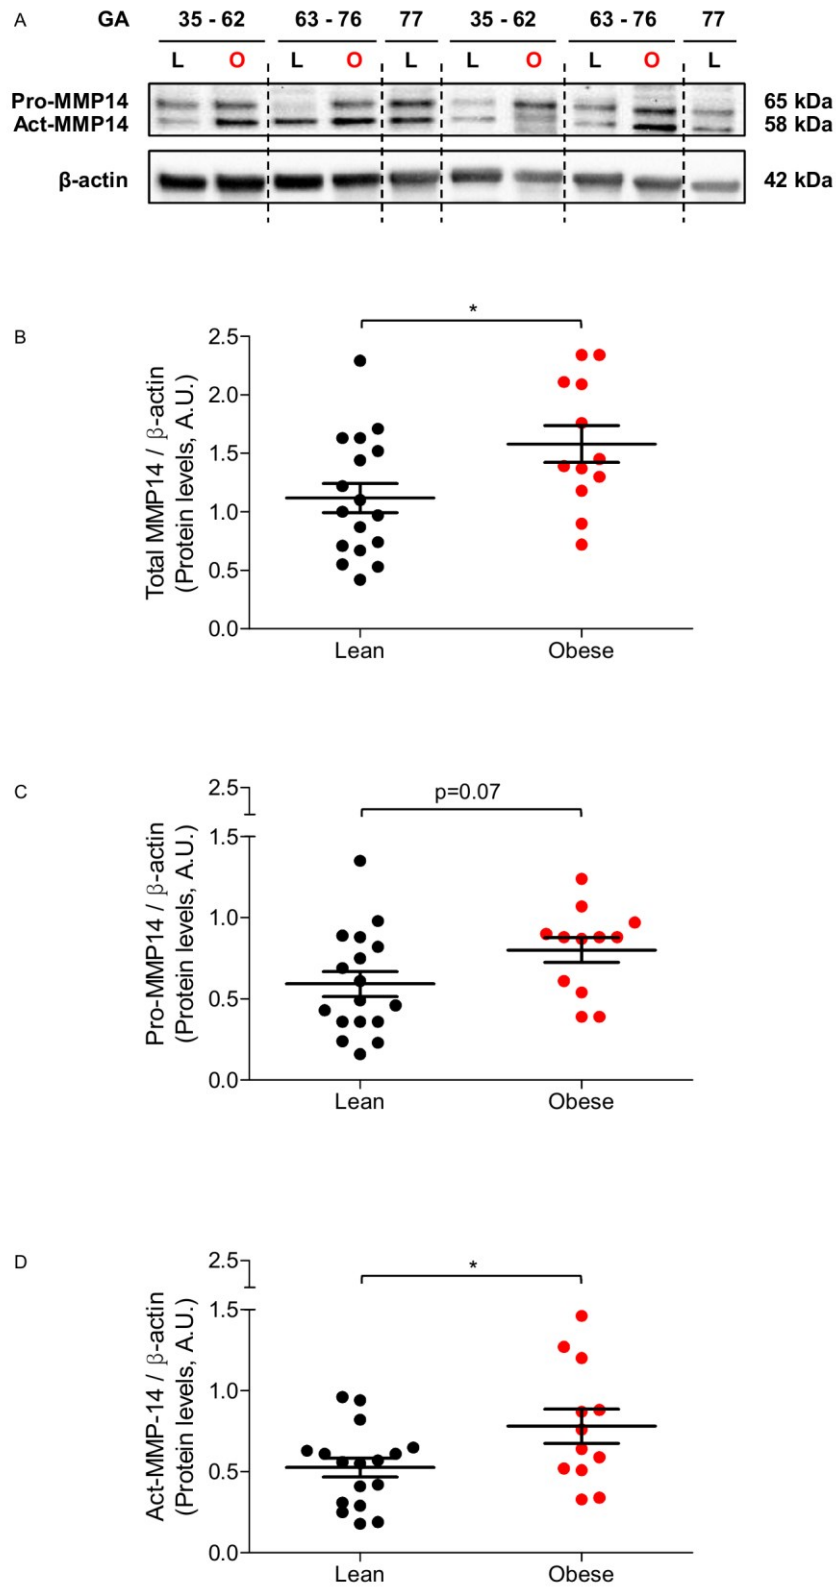 A GA 35 - 62 63 - 76 77 35 - 62 63 - 76 77
L O L O L L O L O L
Pro-MMP14 65 kDa
Act-MMP14 58 kDa
β-actin 42 kDa
B
*
Total MMP14 / β-actin
(Protein levels, A.U.)
2.5
2.0
1.5
1.0
0.5
0.0
Lean Obese
C
p=0.07
Pro-MMP14 / β-actin
(Protein levels, A.U.)
2.5
1.5
1.0
0.5
0.0
Lean Obese
D
*
Act-MMP-14 / β-actin
(Protein levels, A.U.)
2.5
1.5
1.0
0.5
0.0
Lean Obese